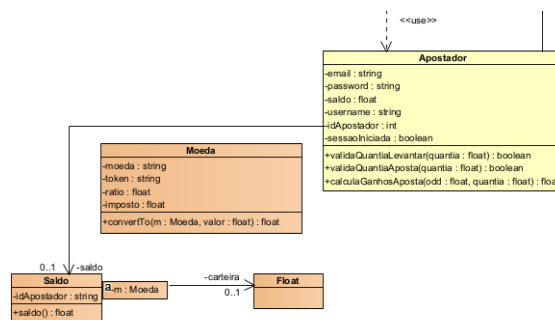 <<use>>
Apostador
-email : string
-password : string
-saldo : float
-username : string
-idApostador : int
-sessaoIniciada : boolean
+validaQuantiaLevantar(quantia : float) : boolean
+validaQuantiaAposta(quantia : float) : boolean
+calculaGanhosAposta(odd : float, quantia : float) : floa
Moeda
-moeda : string
-token : string
-ratio : float
-imposto : float
+convertTo(m : Moeda, valor : float) : float
0..1
-saldo
Saldo
-idApostador : string
+saldo() : float
a
-m : Moeda
-carteira
0..1
Float